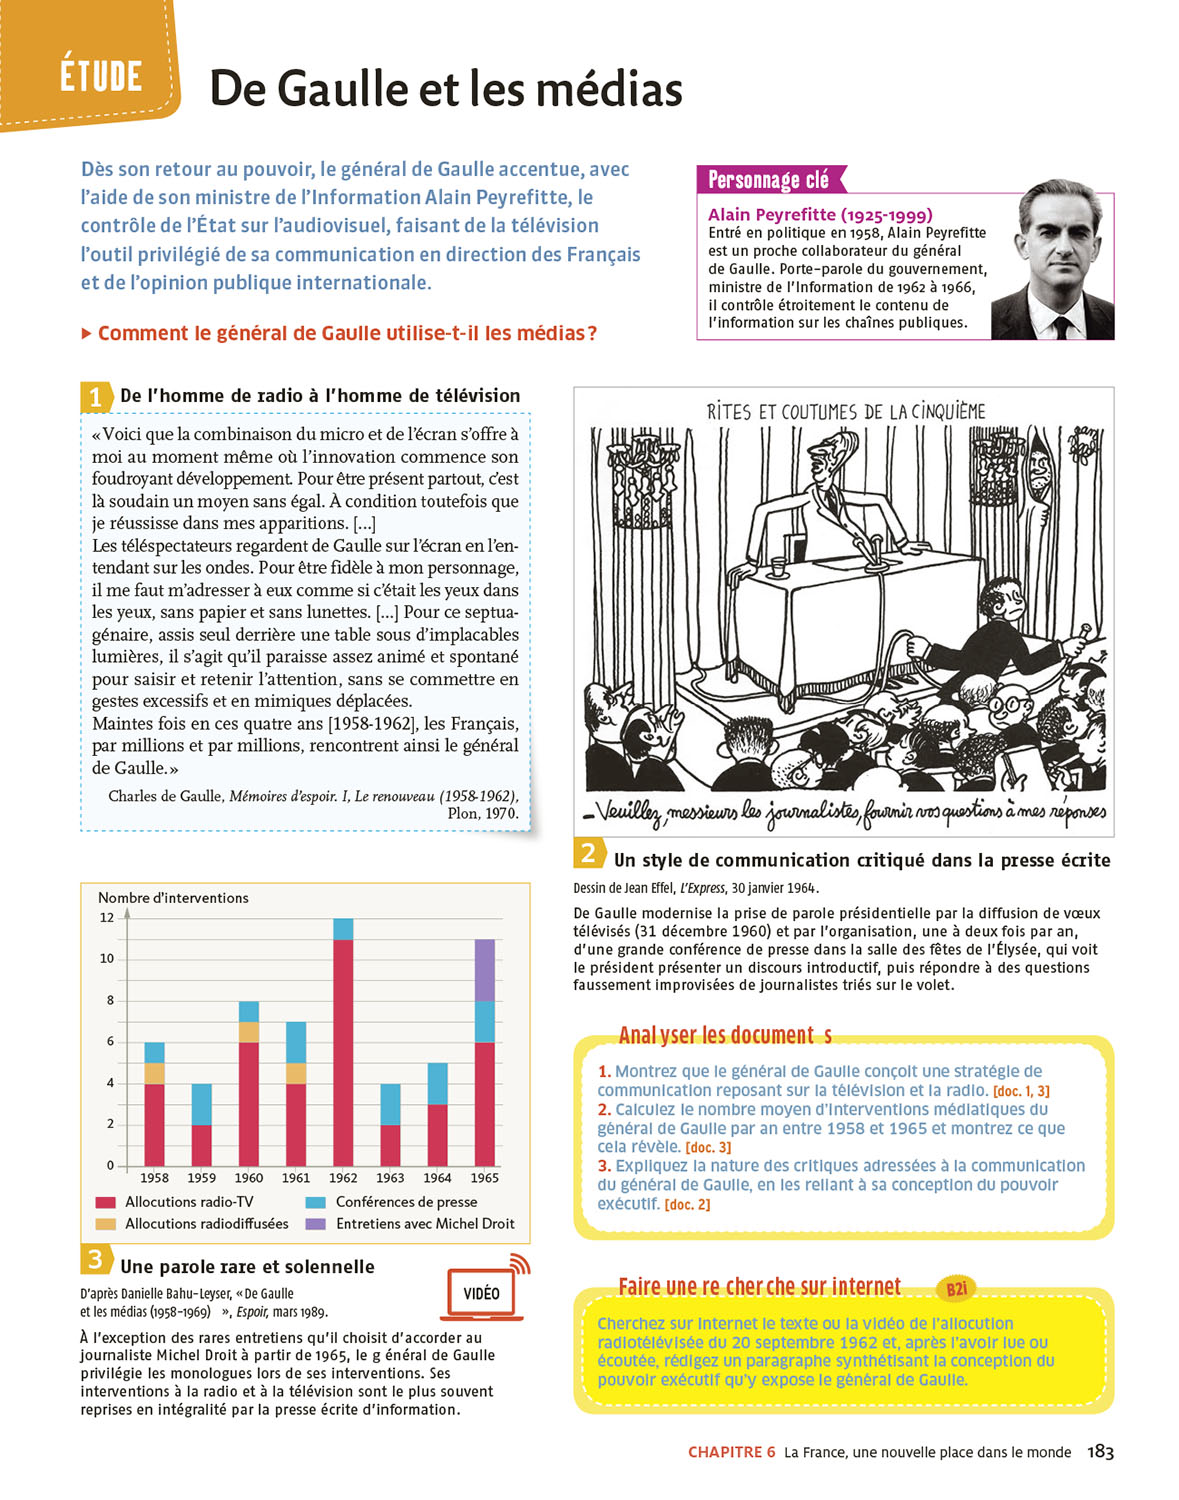 ÉTUDE
De Gaulle et les médias
Dès son retour au pouvoir, le général de Gaulle accentue, avec
l'aide de son ministre de l'Information Alain Peyrefitte, le
contrôle de l'État sur l'audiovisuel, faisant de la télévision
l'outil privilégié de sa communication en direction des Français
et de l'opinion publique internationale.
▶ Comment le général de Gaulle utilise-t-il les médias ?
Personnage clé
Alain Peyrefitte (1925-1999)
Entré en politique en 1958, Alain Peyrefitte
est un proche collaborateur du général
de Gaulle. Porte-parole du gouvernement,
ministre de l'Information de 1962 à 1966,
il contrôle étroitement le contenu de
l'information sur les chaînes publiques.
1 De l'homme de radio à l'homme de télévision
« Voici que la combinaison du micro et de l'écran s'offre à
moi au moment même où l'innovation commence son
foudroyant développement. Pour être présent partout, c'est
là soudain un moyen sans égal. À condition toutefois que
je réussisse dans mes apparitions. [...]
Les téléspectateurs regardent de Gaulle sur l'écran en l'en-
tendant sur les ondes. Pour être fidèle à mon personnage,
il me faut m'adresser à eux comme si c'était les yeux dans
les yeux, sans papier et sans lunettes. [...] Pour ce septua-
génaire, assis seul derrière une table sous d'implacables
lumières, il s'agit qu'il paraisse assez animé et spontané
pour saisir et retenir l'attention, sans se commettre en
gestes excessifs et en mimiques déplacées.
Maintes fois en ces quatre ans [1958-1962], les Français,
par millions et par millions, rencontrent ainsi le général
de Gaulle. »
Charles de Gaulle, Mémoires d'espoir. I, Le renouveau (1958-1962),
Plon, 1970.
RITES ET COUTUMES DE LA CINQUIÈME
– Veuillez, messieurs les journalistes, fournir vos questions à mes réponses
2 Un style de communication critiqué dans la presse écrite
Dessin de Jean Effel, L'Express, 30 janvier 1964.
De Gaulle modernise la prise de parole présidentielle par la diffusion de vœux
télévisés (31 décembre 1960) et par l'organisation, une à deux fois par an,
d'une grande conférence de presse dans la salle des fêtes de l'Élysée, qui voit
le président présenter un discours introductif, puis répondre à des questions
faussement improvisées de journalistes triés sur le volet.
Nombre d'interventions
12
10
8
6
4
2
0
1958 1959 1960 1961 1962 1963 1964 1965
Allocutions radio-TV Conférences de presse
Allocutions radiodiffusées Entretiens avec Michel Droit
3 Une parole rare et solennelle
D'après Danielle Bahu-Leyser, « De Gaulle
et les médias (1958-1969) », Espoir, mars 1989.
VIDÉO
À l'exception des rares entretiens qu'il choisit d'accorder au
journaliste Michel Droit à partir de 1965, le g énéral de Gaulle
privilégie les monologues lors de ses interventions. Ses
interventions à la radio et à la télévision sont le plus souvent
reprises en intégralité par la presse écrite d'information.
Anal yser les document s
1. Montrez que le général de Gaulle conçoit une stratégie de
communication reposant sur la télévision et la radio. [doc. 1, 3]
2. Calculez le nombre moyen d'interventions médiatiques du
général de Gaulle par an entre 1958 et 1965 et montrez ce que
cela révèle. [doc. 3]
3. Expliquez la nature des critiques adressées à la communication
du général de Gaulle, en les reliant à sa conception du pouvoir
exécutif. [doc. 2]
Faire une re cher che sur internet B2i
Cherchez sur Internet le texte ou la vidéo de l'allocution
radiotélévisée du 20 septembre 1962 et, après l'avoir lue ou
écoutée, rédigez un paragraphe synthétisant la conception du
pouvoir exécutif qu'y expose le général de Gaulle.
CHAPITRE 6 La France, une nouvelle place dans le monde 183